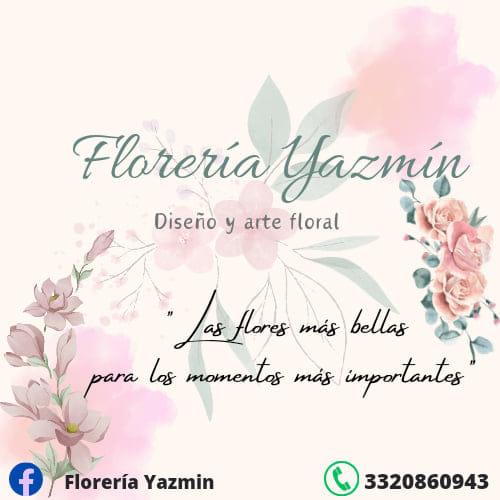 Florería Yazmín
Diseño y arte floral
"Las flores más bellas
para los momentos más importantes"
Florería Yazmin
3320860943